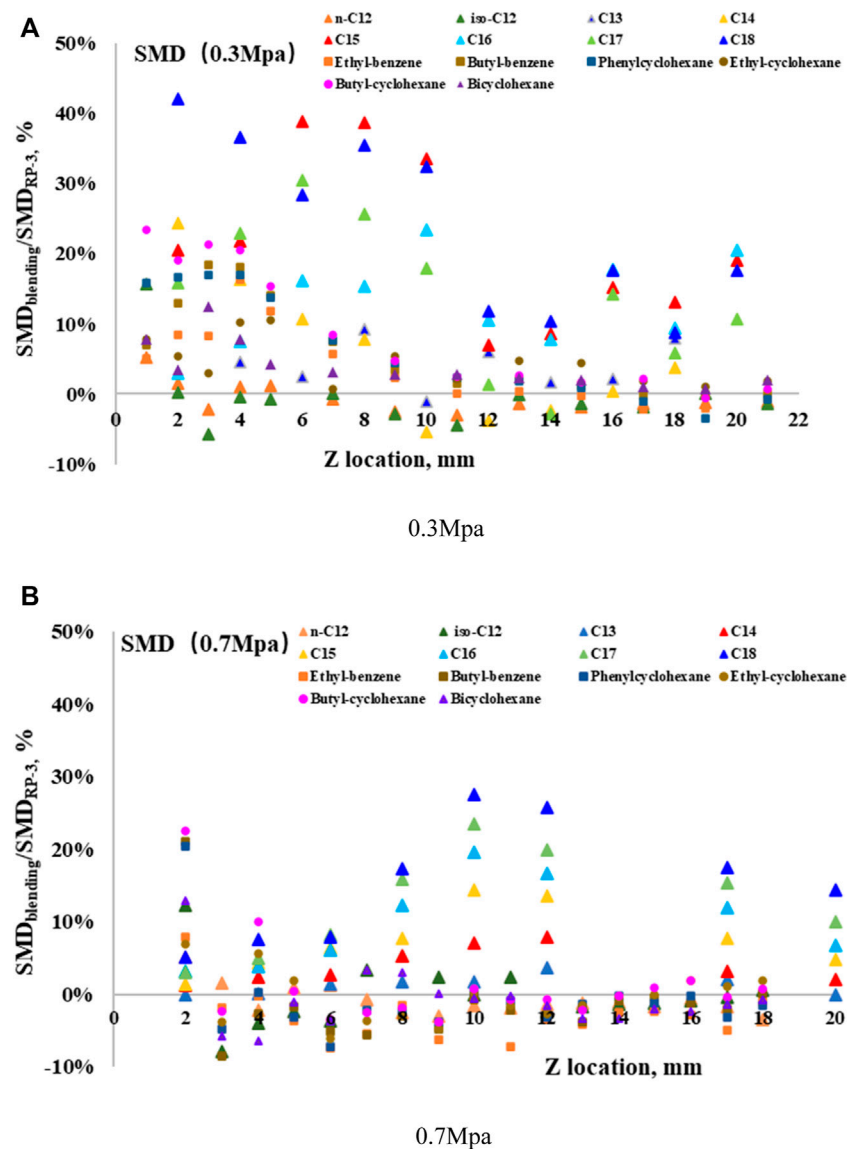 A
n-C12 iso-C12 C13 C14
50%
SMD (0.3Mpa)
C15 C16 C17 C18
Ethyl-benzene Butyl-benzene Phenylcyclohexane Ethyl-cyclohexane
Butyl-cyclohexane Bicyclohexane
40%
30%
20%
10%
0%
-10%
SMDblending/SMDRP-3, %
0 2 4 6 8 10 12 14 16 18 20 22
Z location, mm
0.3Mpa
B
50%
SMD (0.7Mpa)
n-C12 iso-C12 C13 C14
C15 C16 C17 C18
Ethyl-benzene Butyl-benzene Phenylcyclohexane Ethyl-cyclohexane
Butyl-cyclohexane Bicyclohexane
40%
30%
20%
10%
0%
-10%
SMDblending/SMDRP-3, %
0 2 4 6 8 10 12 14 16 18 20
Z location, mm
0.7Mpa